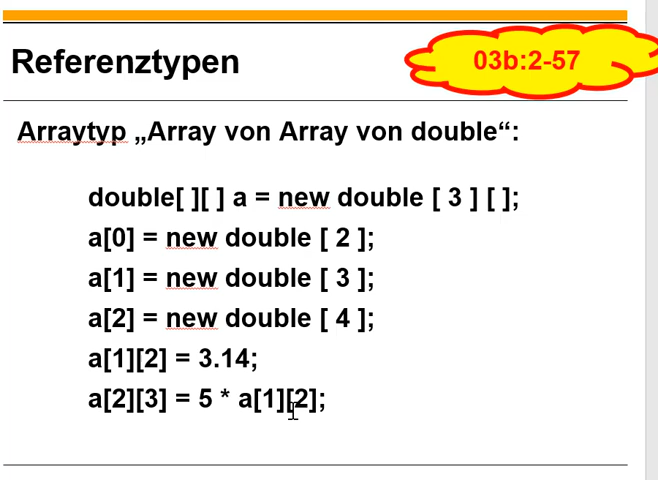 Referenztypen
03b:2-57
Arraytyp „Array von Array von double“:
double[ ][ ] a = new double [ 3 ] [ ];
a[0] = new double [ 2 ];
a[1] = new double [ 3 ];
a[2] = new double [ 4 ];
a[1][2] = 3.14;
a[2][3] = 5 * a[1][2];